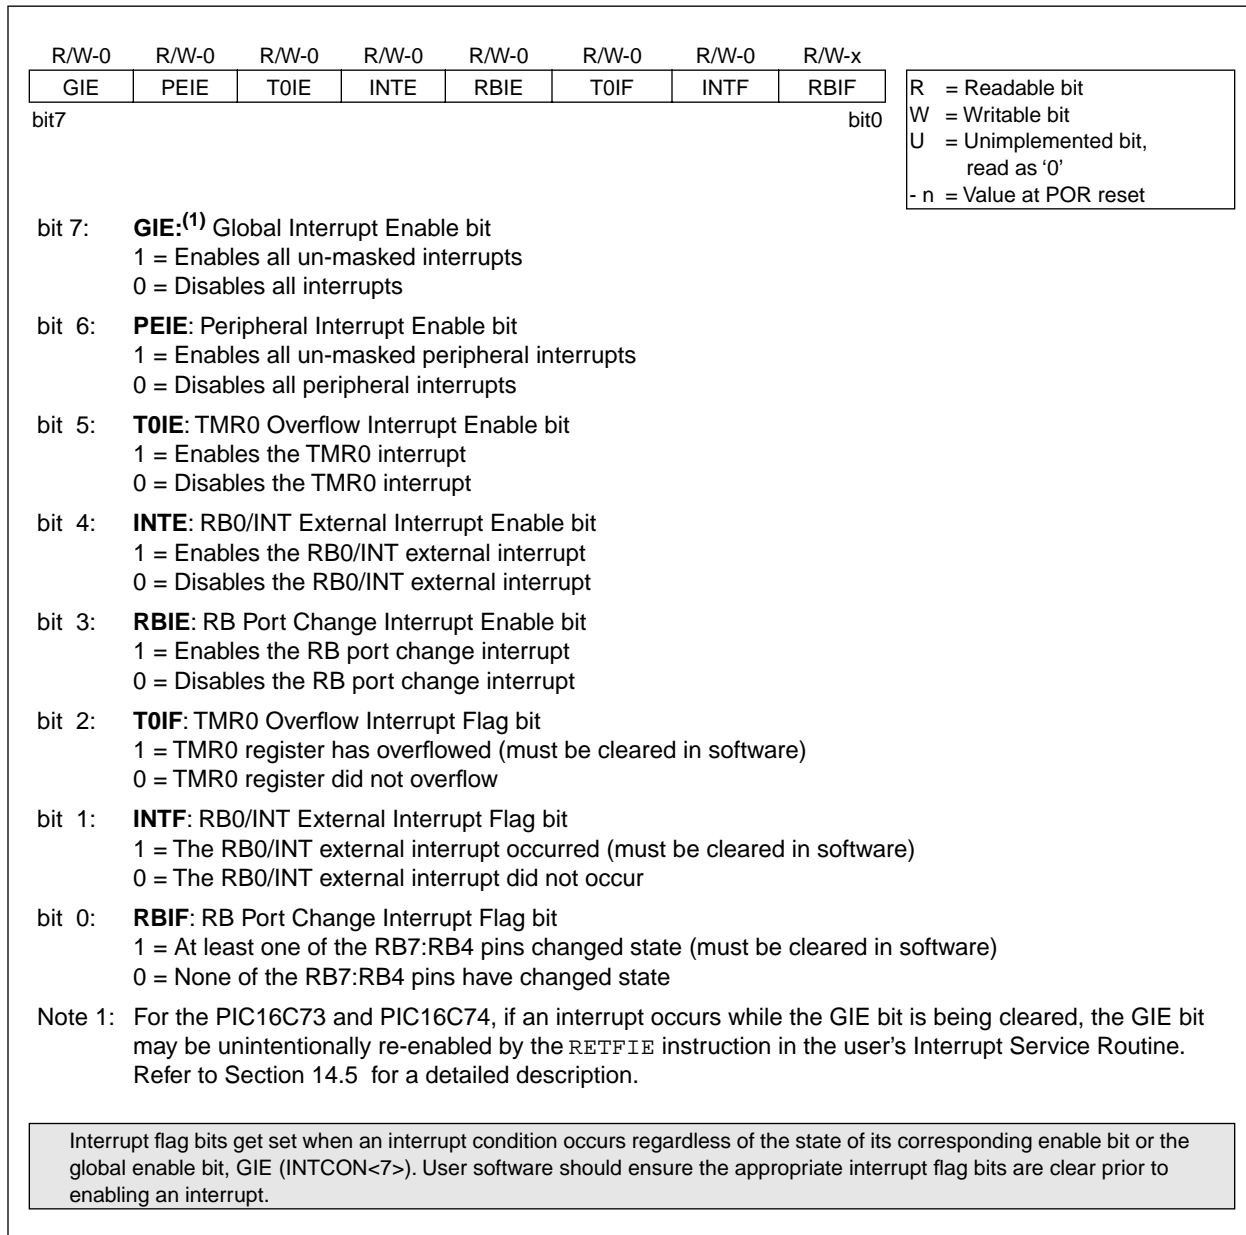 R/W-0 R/W-0 R/W-0 R/W-0 R/W-0 R/W-0 R/W-0 R/W-x
GIE PEIE T0IE INTE RBIE T0IF INTF RBIF
bit7 bit0
R = Readable bit
W = Writable bit
U = Unimplemented bit,
read as ‘0’
- n = Value at POR reset
bit 7: GIE:(1) Global Interrupt Enable bit
1 = Enables all un-masked interrupts
0 = Disables all interrupts
bit 6: PEIE: Peripheral Interrupt Enable bit
1 = Enables all un-masked peripheral interrupts
0 = Disables all peripheral interrupts
bit 5: T0IE: TMR0 Overflow Interrupt Enable bit
1 = Enables the TMR0 interrupt
0 = Disables the TMR0 interrupt
bit 4: INTE: RB0/INT External Interrupt Enable bit
1 = Enables the RB0/INT external interrupt
0 = Disables the RB0/INT external interrupt
bit 3: RBIE: RB Port Change Interrupt Enable bit
1 = Enables the RB port change interrupt
0 = Disables the RB port change interrupt
bit 2: T0IF: TMR0 Overflow Interrupt Flag bit
1 = TMR0 register has overflowed (must be cleared in software)
0 = TMR0 register did not overflow
bit 1: INTF: RB0/INT External Interrupt Flag bit
1 = The RB0/INT external interrupt occurred (must be cleared in software)
0 = The RB0/INT external interrupt did not occur
bit 0: RBIF: RB Port Change Interrupt Flag bit
1 = At least one of the RB7:RB4 pins changed state (must be cleared in software)
0 = None of the RB7:RB4 pins have changed state
Note 1: For the PIC16C73 and PIC16C74, if an interrupt occurs while the GIE bit is being cleared, the GIE bit
may be unintentionally re-enabled by the RETFIE instruction in the user's Interrupt Service Routine.
Refer to Section 14.5 for a detailed description.
Interrupt flag bits get set when an interrupt condition occurs regardless of the state of its corresponding enable bit or the
global enable bit, GIE (INTCON<7>). User software should ensure the appropriate interrupt flag bits are clear prior to
enabling an interrupt.